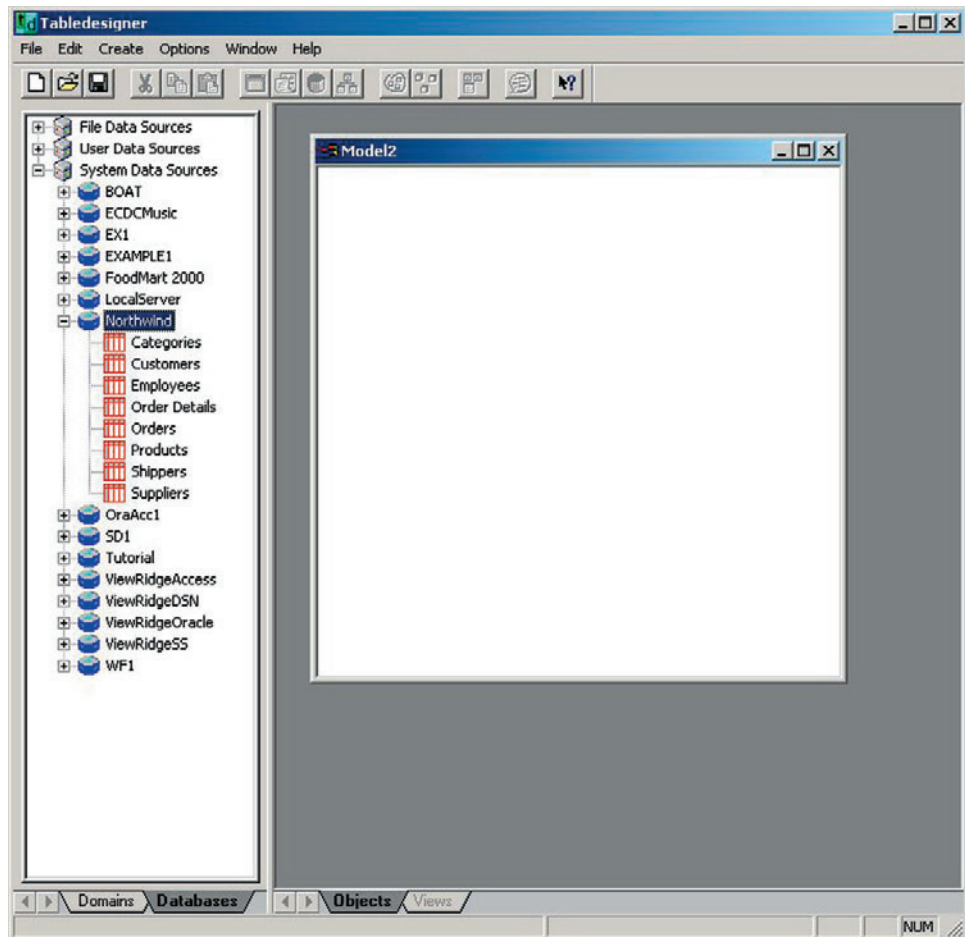 Tabledesigner
File Edit Create Options Window Help
File Data Sources
User Data Sources
System Data Sources
BOAT
ECDCMusic
EX1
EXAMPLE1
FoodMart 2000
LocalServer
Northwind
Categories
Customers
Employees
Order Details
Orders
Products
Shippers
Suppliers
OraAcc1
SD1
Tutorial
ViewRidgeAccess
ViewRidgeDSN
ViewRidgeOracle
ViewRidgeSS
WF1
Model2
Domains Databases
Objects Views
NUM